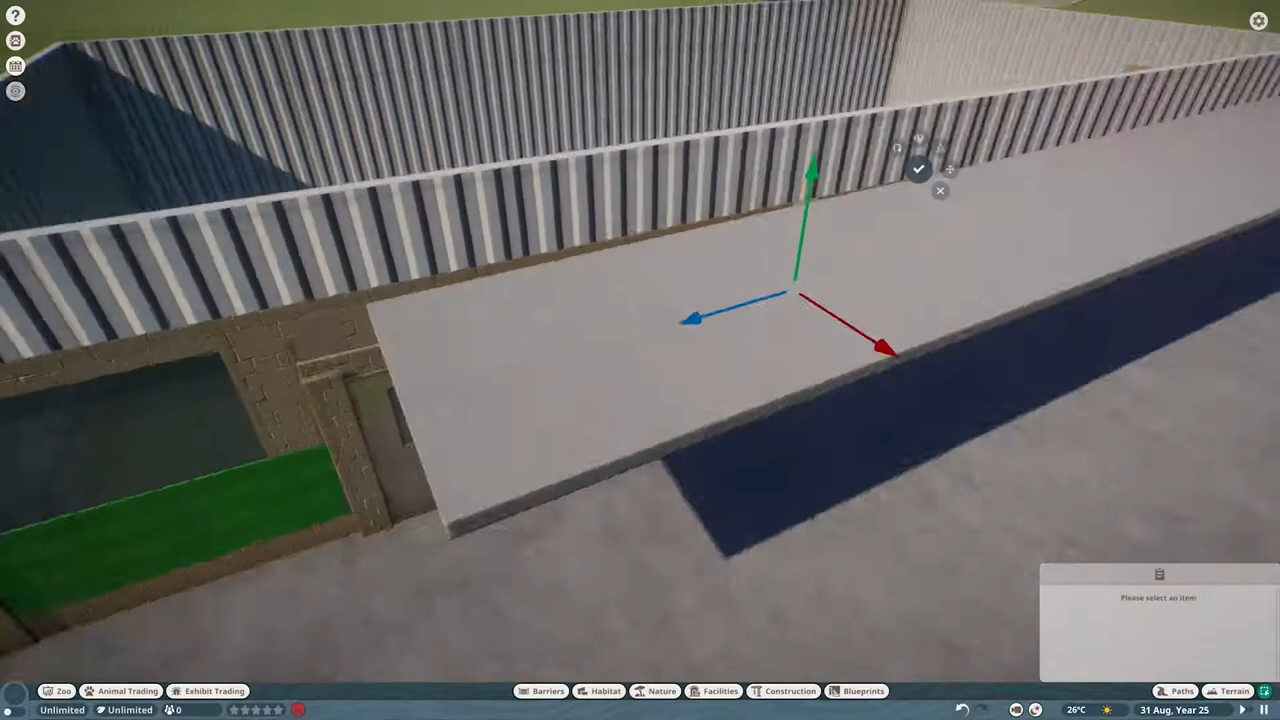 ?
Please select an item
Zoo Animal Trading Exhibit Trading Barriers Habitat Nature Facilities Construction Blueprints Paths Terrain
Unlimited Unlimited 0 26°C 31 Aug, Year 25